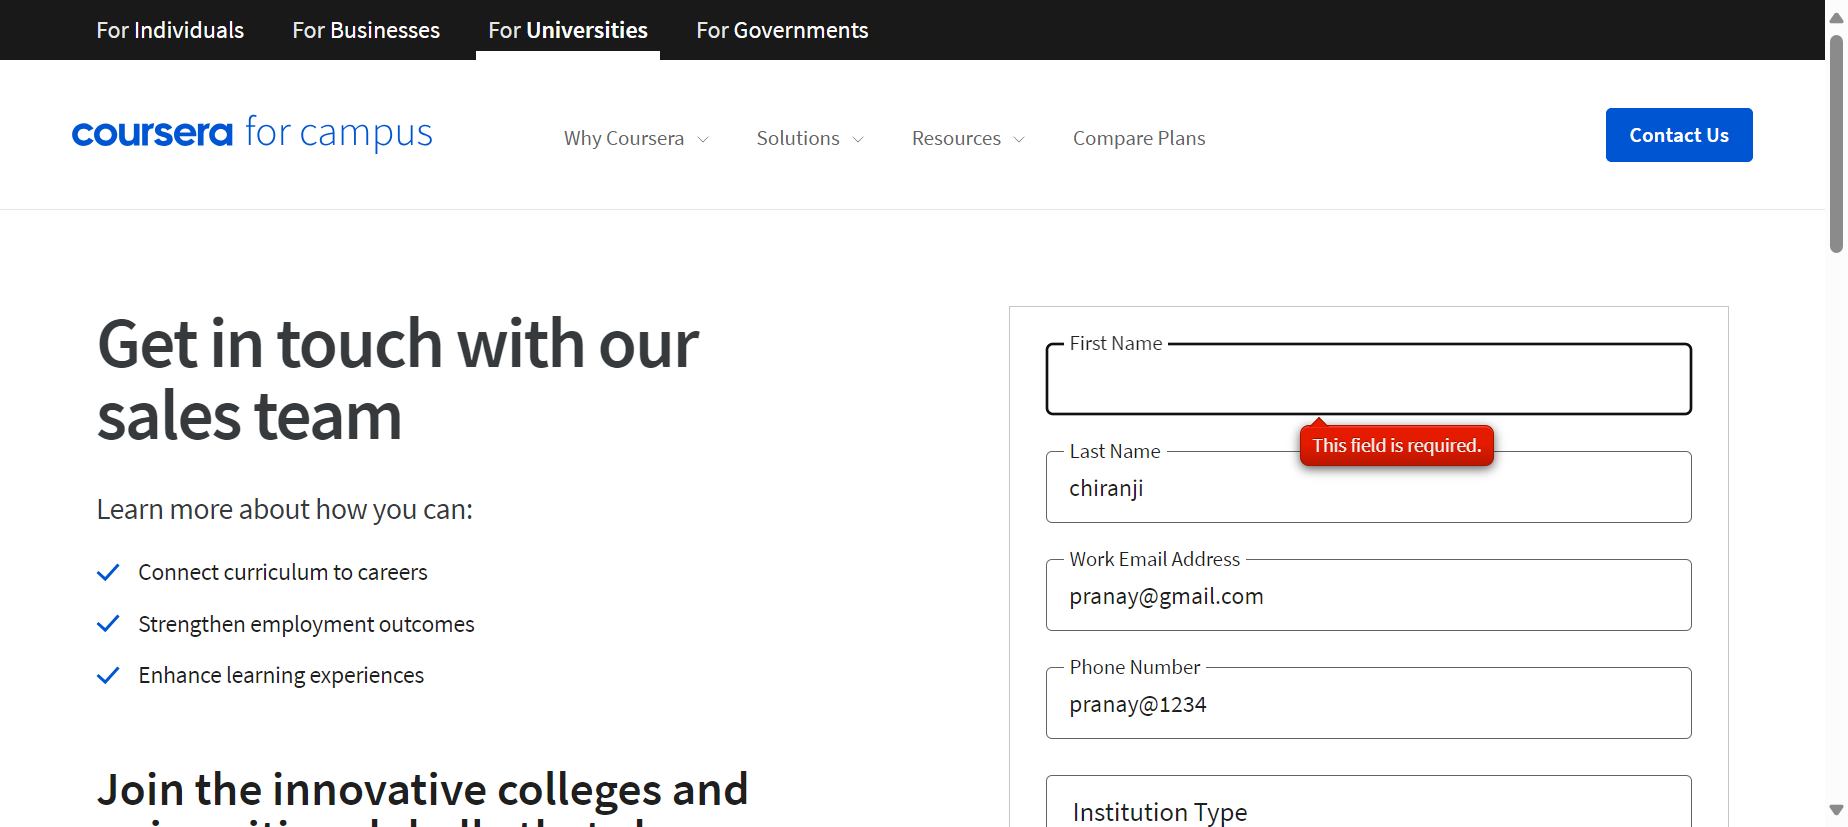 For Individuals
For Businesses
For Universities
For Governments
coursera for campus
Why Coursera
Solutions
Resources
Compare Plans
Contact Us
Get in touch with our
sales team
Learn more about how you can:
Connect curriculum to careers
Strengthen employment outcomes
Enhance learning experiences
Join the innovative colleges and
First Name
This field is required.
Last Name
chiranji
Work Email Address
pranay@gmail.com
Phone Number
pranay@1234
Institution Type